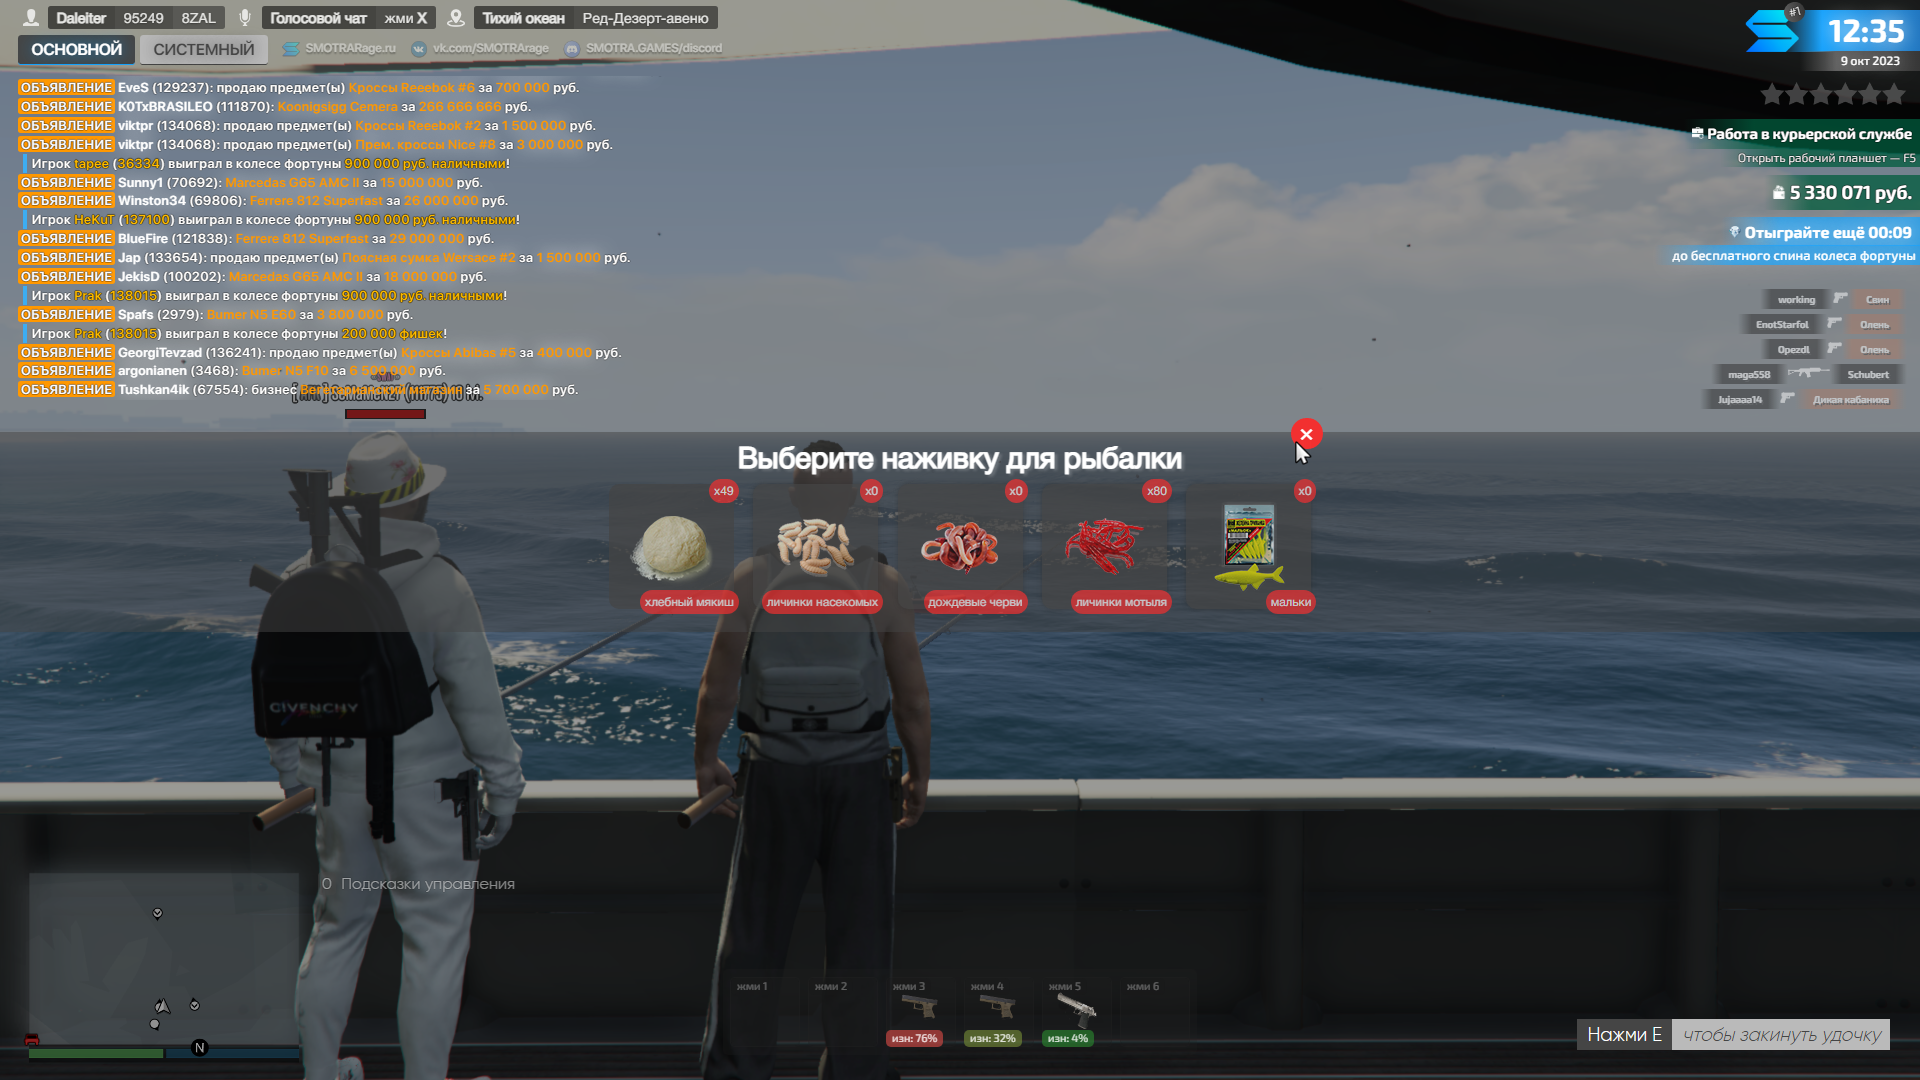 Daleiter 95249 8ZAL Голосовой чат жми X Тихий океан Ред-Дезерт-авеню
ОСНОВНОЙ СИСТЕМНЫЙ SMOTRARage.ru vk.com/SMOTRArage SMOTRA.GAMES/discord
ОБЪЯВЛЕНИЕ EveS (129237): продаю предмет(ы) Кроссы Reeebok #6 за 700 000 руб.
ОБЪЯВЛЕНИЕ K0TxBRASILEO (111870): Koonigsigg Cemera за 266 666 666 руб.
ОБЪЯВЛЕНИЕ viktpr (134068): продаю предмет(ы) Кроссы Reeebok #2 за 1 500 000 руб.
ОБЪЯВЛЕНИЕ viktpr (134068): продаю предмет(ы) Прем. кроссы Nice #8 за 3 000 000 руб.
Игрок tapee (36334) выиграл в колесе фортуны 900 000 руб. наличными!
ОБЪЯВЛЕНИЕ Sunny1 (70692): Marcedas G65 AMC II за 15 000 000 руб.
ОБЪЯВЛЕНИЕ Winston34 (69806): Ferrere 812 Superfast за 26 000 000 руб.
Игрок HeKuT (137100) выиграл в колесе фортуны 900 000 руб. наличными!
ОБЪЯВЛЕНИЕ BlueFire (121838): Ferrere 812 Superfast за 29 000 000 руб.
ОБЪЯВЛЕНИЕ Jap (133654): продаю предмет(ы) Поясная сумка Wersace #2 за 1 500 000 руб.
ОБЪЯВЛЕНИЕ JekisD (100202): Marcedas G65 AMC II за 18 000 000 руб.
Игрок Prak (138015) выиграл в колесе фортуны 900 000 руб. наличными!
ОБЪЯВЛЕНИЕ Spafs (2979): Bumer N5 E60 за 3 800 000 руб.
Игрок Prak (138015) выиграл в колесе фортуны 200 000 фишек!
ОБЪЯВЛЕНИЕ GeorgiTevzad (136241): продаю предмет(ы) Кроссы Abibas #5 за 400 000 руб.
ОБЪЯВЛЕНИЕ argonianen (3468): Bumer N5 F10 за 6 500 000 руб.
ОБЪЯВЛЕНИЕ Tushkan4ik (67554): бизнес магазин за 5 700 000 руб.
#1
12:35
9 окт 2023
Работа в курьерской службе
Открыть рабочий планшет — F5
5 330 071 руб.
Отыграйте ещё 00:09
до бесплатного спина колеса фортуны
working Свин
EnotStarfol Олень
Opezdl Олень
maga558 Schubert
Jujaaaa14 Дикая кабаниха
Выберите наживку для рыбалки
x49 x0 x0 x80 x0
хлебный мякиш личинки насекомых дождевые черви личинки мотыля мальки
GIVENCHY
0 Подсказки управления
N
жми 1 жми 2 жми 3 жми 4 жми 5 жми 6
изн: 76% изн: 32% изн: 4%
Нажми E чтобы закинуть удочку